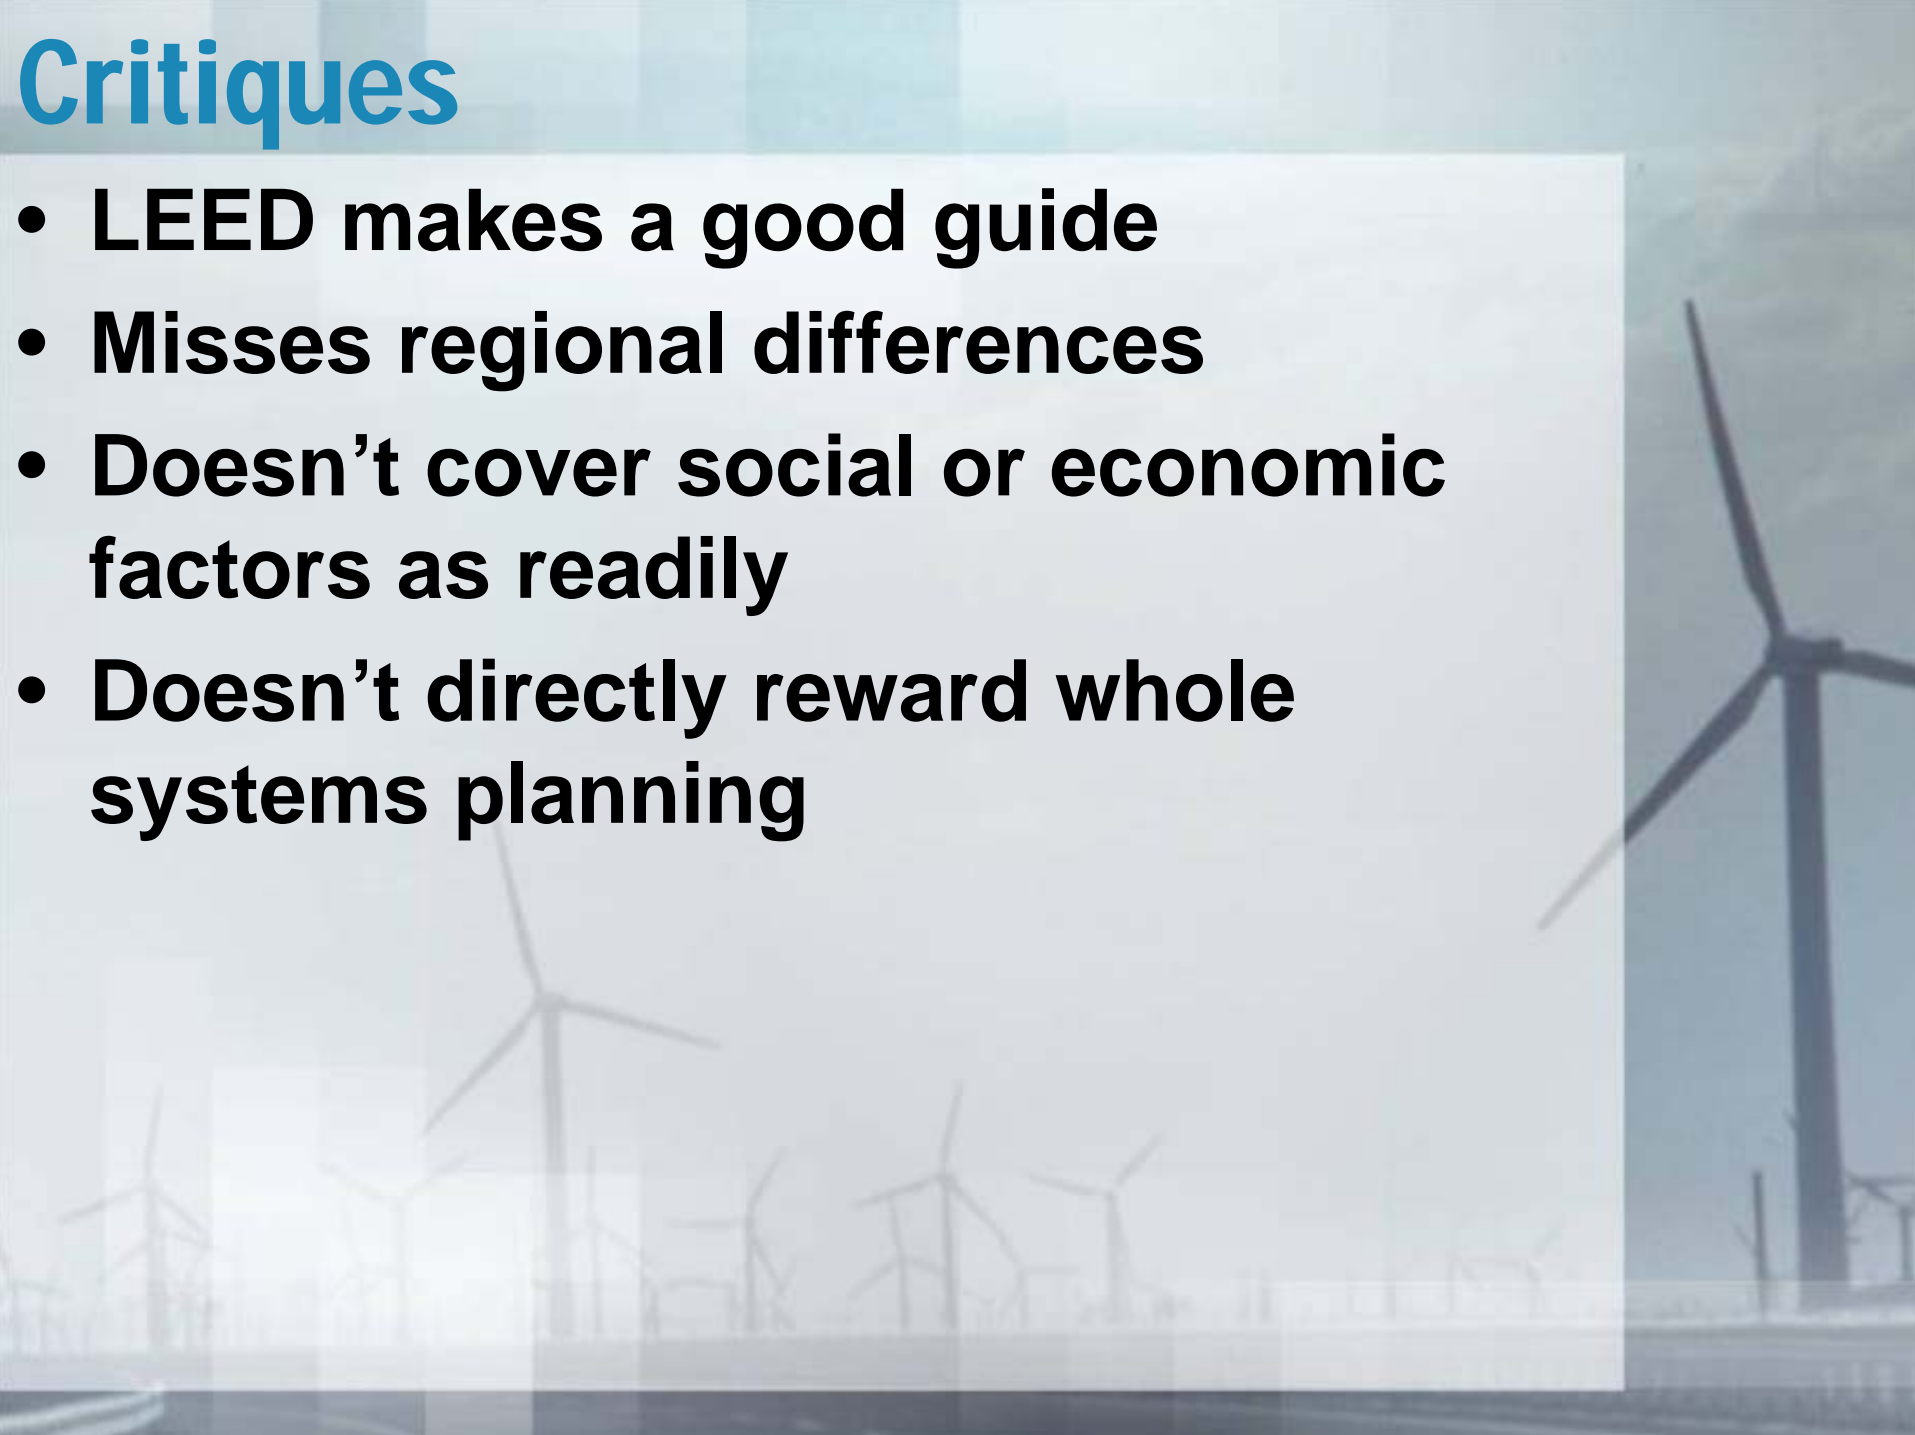 Critiques
• LEED makes a good guide
• Misses regional differences
• Doesn’t cover social or economic
factors as readily
• Doesn’t directly reward whole
systems planning